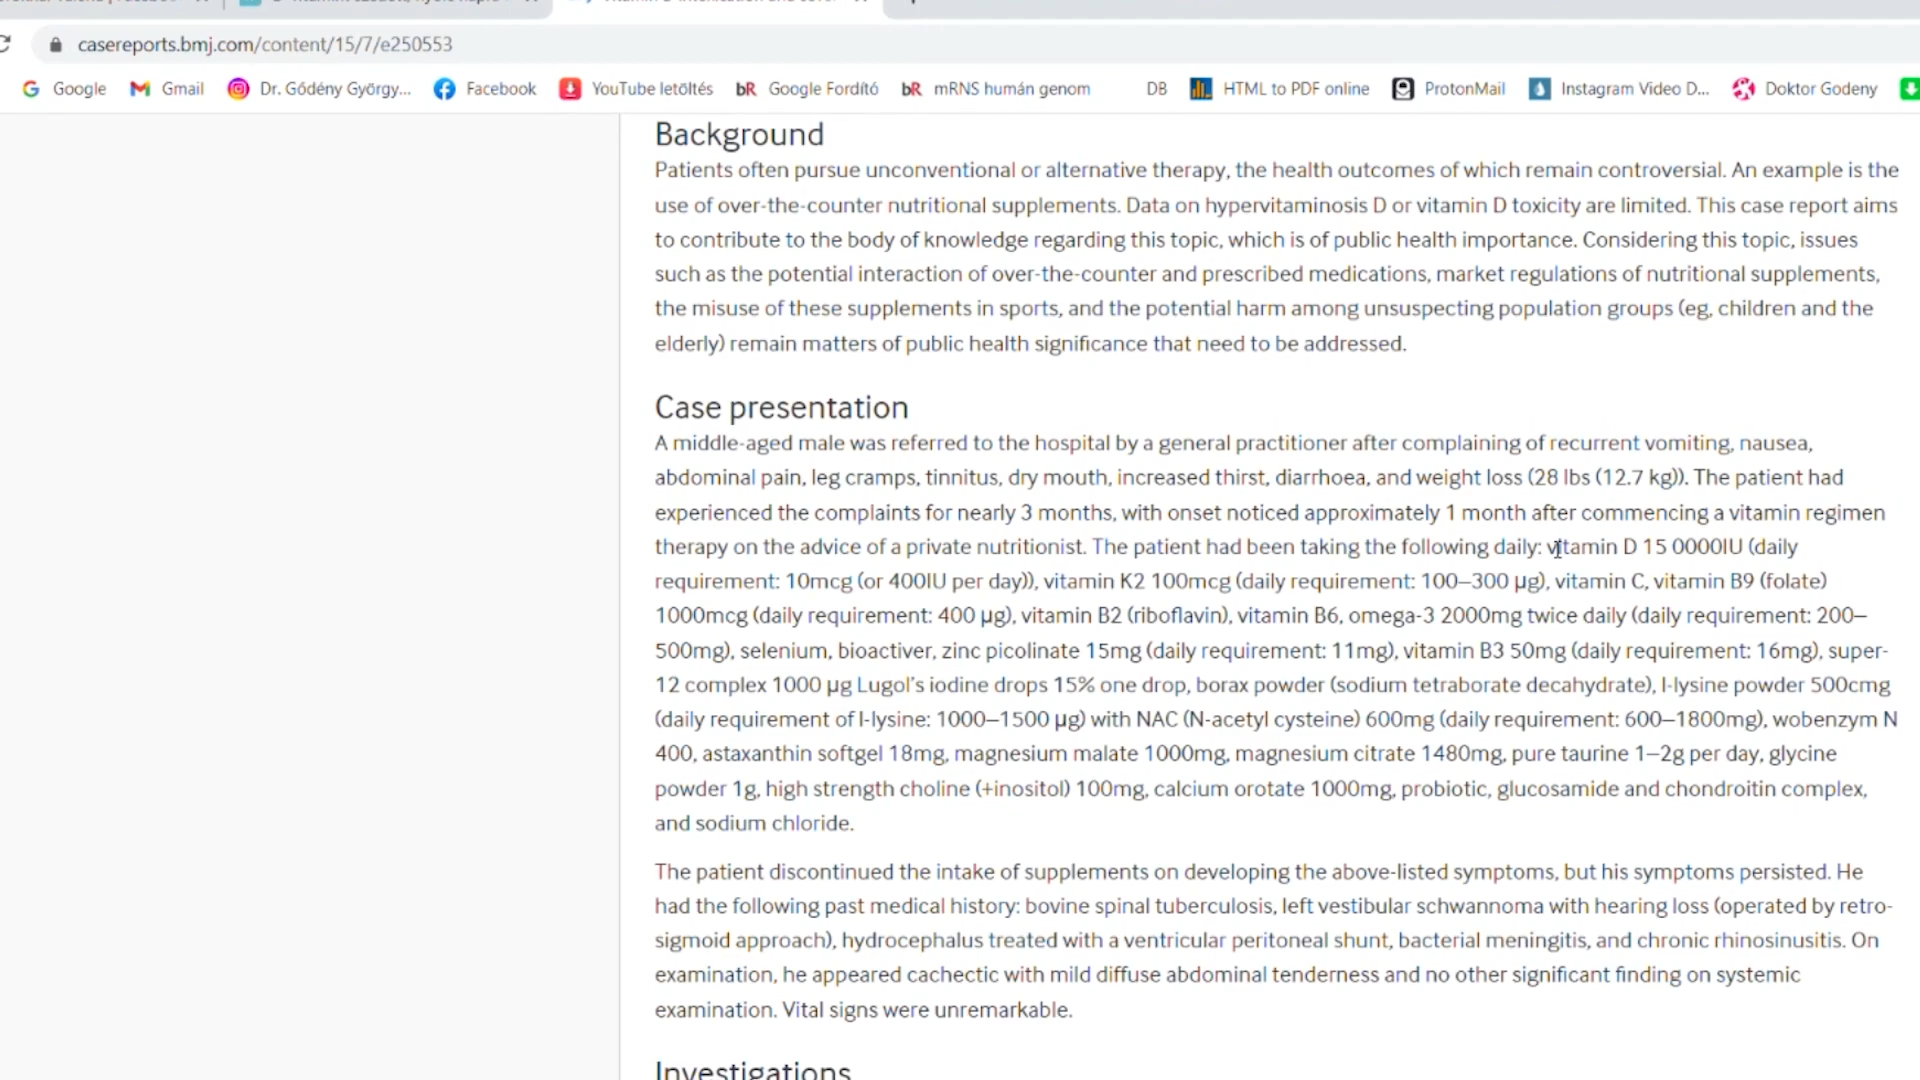 casereports.bmj.com/content/15/7/e250553
Google Gmail Dr. Gődény György... Facebook YouTube letöltés bR Google Fordító bR mRNS humán genom DB HTML to PDF online ProtonMail Instagram Video D... Doktor Godeny
Background
Patients often pursue unconventional or alternative therapy, the health outcomes of which remain controversial. An example is the
use of over-the-counter nutritional supplements. Data on hypervitaminosis D or vitamin D toxicity are limited. This case report aims
to contribute to the body of knowledge regarding this topic, which is of public health importance. Considering this topic, issues
such as the potential interaction of over-the-counter and prescribed medications, market regulations of nutritional supplements,
the misuse of these supplements in sports, and the potential harm among unsuspecting population groups (eg, children and the
elderly) remain matters of public health significance that need to be addressed.
Case presentation
A middle-aged male was referred to the hospital by a general practitioner after complaining of recurrent vomiting, nausea,
abdominal pain, leg cramps, tinnitus, dry mouth, increased thirst, diarrhoea, and weight loss (28 lbs (12.7 kg)). The patient had
experienced the complaints for nearly 3 months, with onset noticed approximately 1 month after commencing a vitamin regimen
therapy on the advice of a private nutritionist. The patient had been taking the following daily: vitamin D 15 0000IU (daily
requirement: 10mcg (or 400IU per day)), vitamin K2 100mcg (daily requirement: 100–300 µg), vitamin C, vitamin B9 (folate)
1000mcg (daily requirement: 400 µg), vitamin B2 (riboflavin), vitamin B6, omega-3 2000mg twice daily (daily requirement: 200–
500mg), selenium, bioactiver, zinc picolinate 15mg (daily requirement: 11mg), vitamin B3 50mg (daily requirement: 16mg), super-
12 complex 1000 µg Lugol’s iodine drops 15% one drop, borax powder (sodium tetraborate decahydrate), l-lysine powder 500cmg
(daily requirement of l-lysine: 1000–1500 µg) with NAC (N-acetyl cysteine) 600mg (daily requirement: 600–1800mg), wobenzym N
400, astaxanthin softgel 18mg, magnesium malate 1000mg, magnesium citrate 1480mg, pure taurine 1–2g per day, glycine
powder 1g, high strength choline (+inositol) 100mg, calcium orotate 1000mg, probiotic, glucosamide and chondroitin complex,
and sodium chloride.
The patient discontinued the intake of supplements on developing the above-listed symptoms, but his symptoms persisted. He
had the following past medical history: bovine spinal tuberculosis, left vestibular schwannoma with hearing loss (operated by retro-
sigmoid approach), hydrocephalus treated with a ventricular peritoneal shunt, bacterial meningitis, and chronic rhinosinusitis. On
examination, he appeared cachectic with mild diffuse abdominal tenderness and no other significant finding on systemic
examination. Vital signs were unremarkable.
Investigations